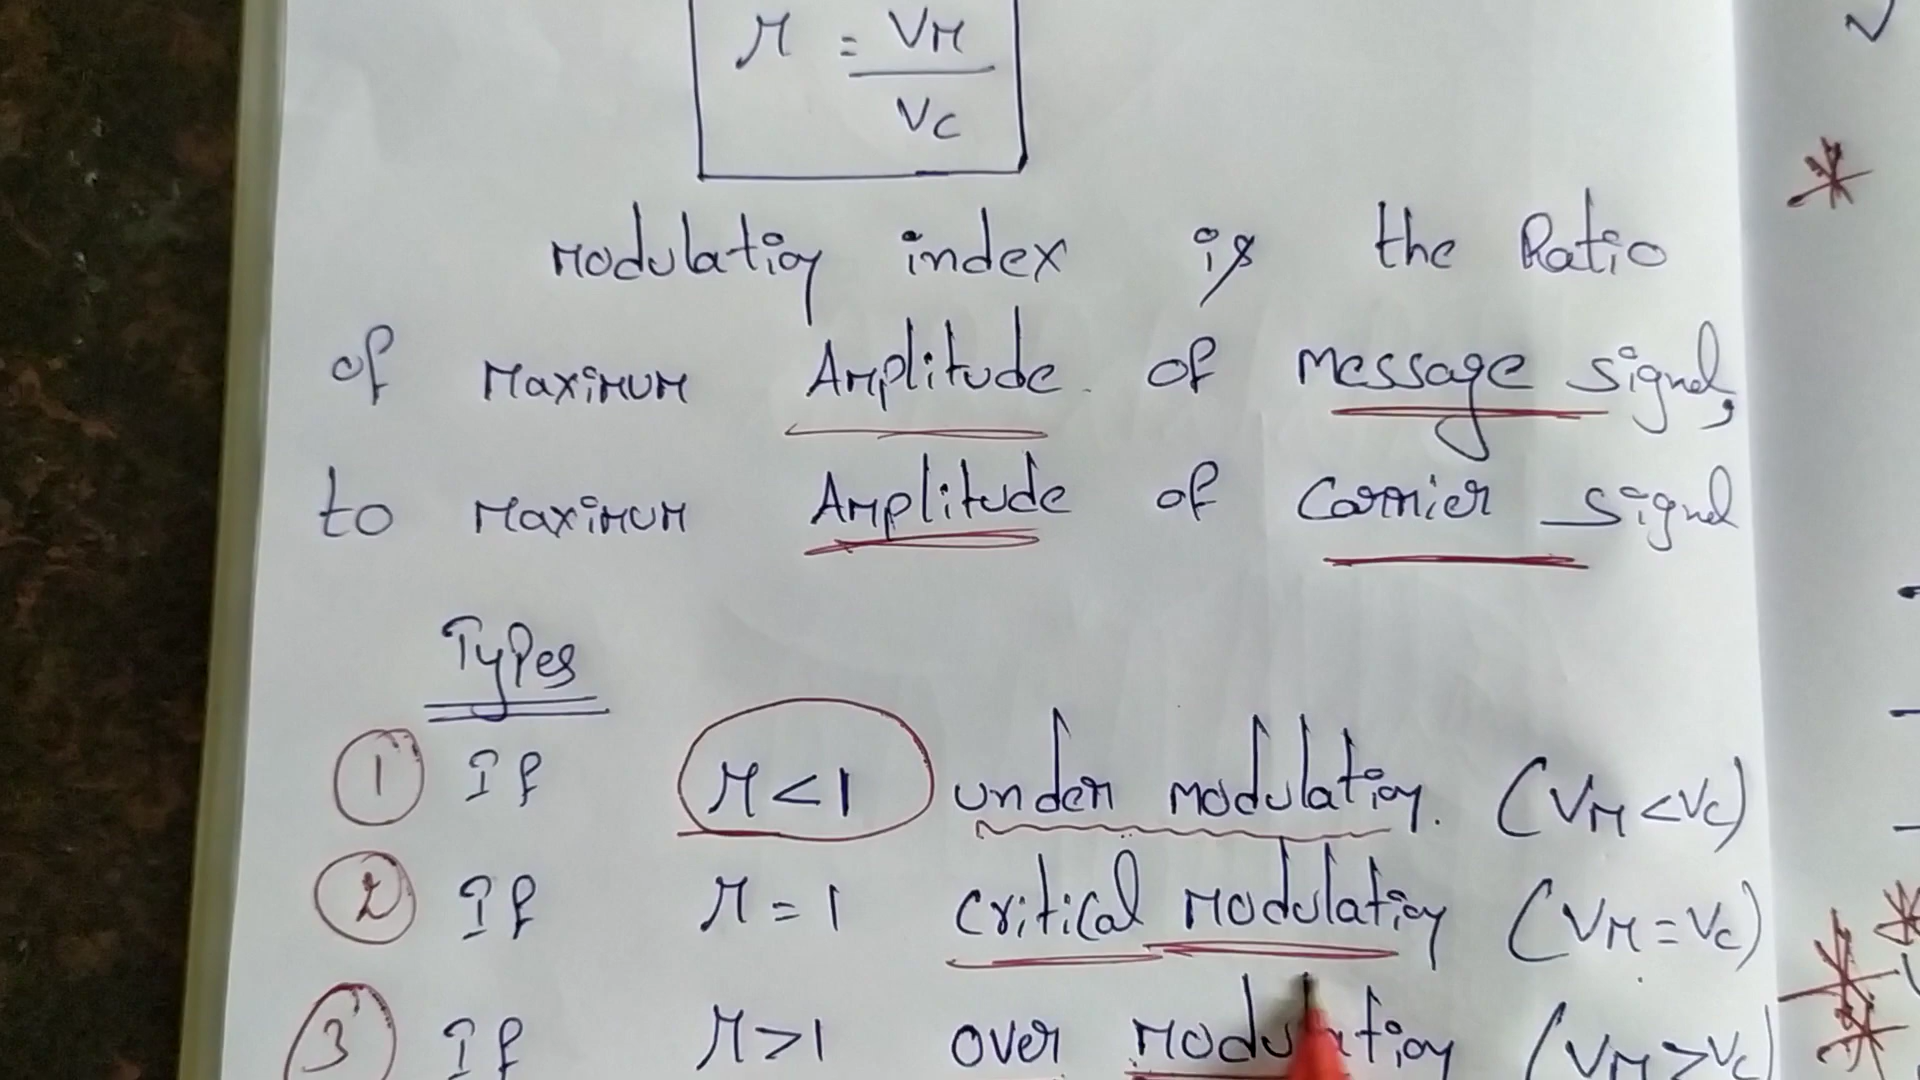 M = VM
VC
Modulation index is the Ratio
of Maximum Amplitude of message signal,
to Maximum Amplitude of Carrier signal
Types
1 If M<1 under modulation. (VM<VC)
2 If M=1 critical Modulation (VM=VC)
3 If M>1 over Modulation (VM>VC)